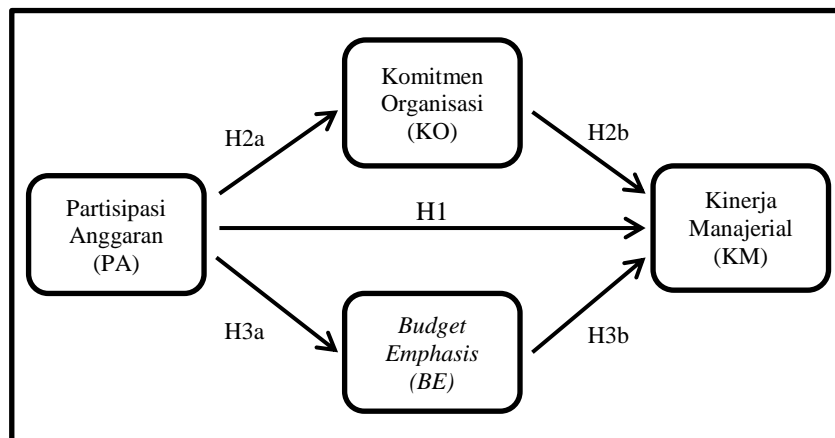 Komitmen
Organisasi
(KO)
H2a
H2b
Partisipasi
Anggaran
(PA)
H1
Kinerja
Manajerial
(KM)
H3a
Budget
Emphasis
(BE)
H3b